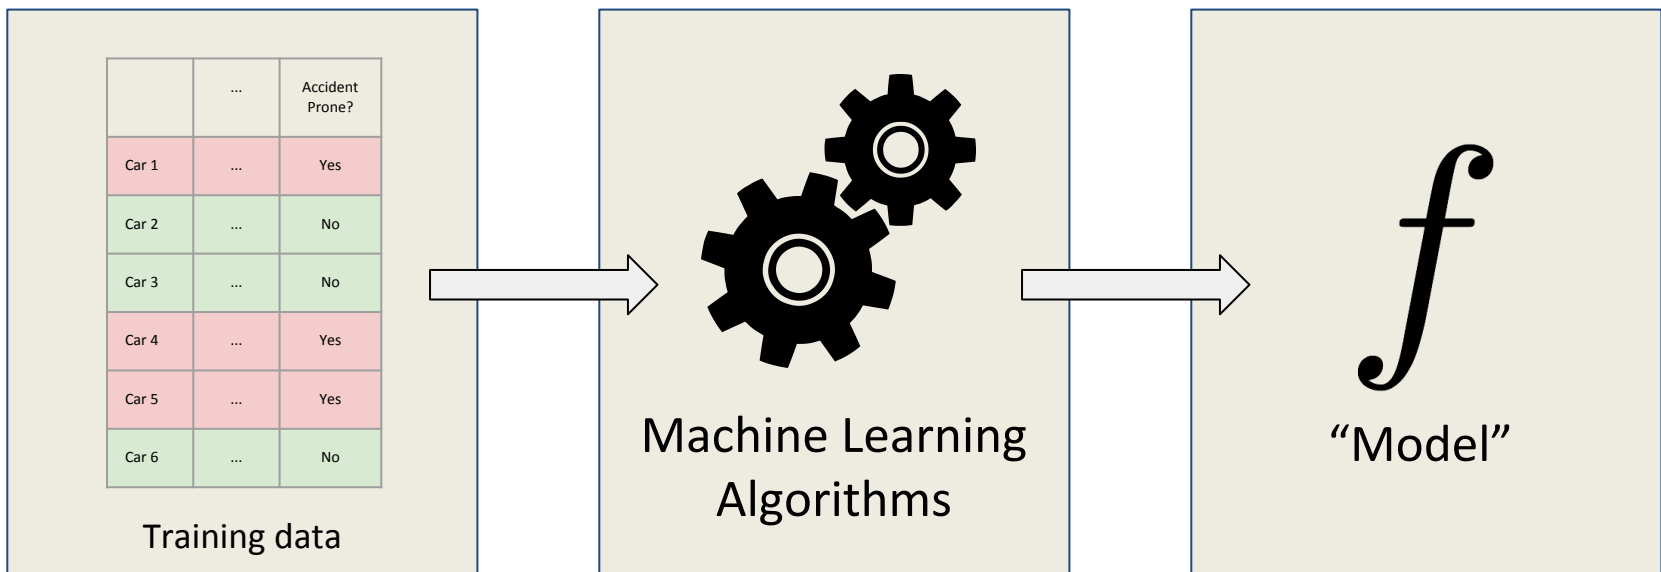 ... Accident
Prone?
Car 1 ... Yes
Car 2 ... No
Car 3 ... No
Car 4 ... Yes
Car 5 ... Yes
Car 6 ... No
Training data
Machine Learning
Algorithms
f
“Model”